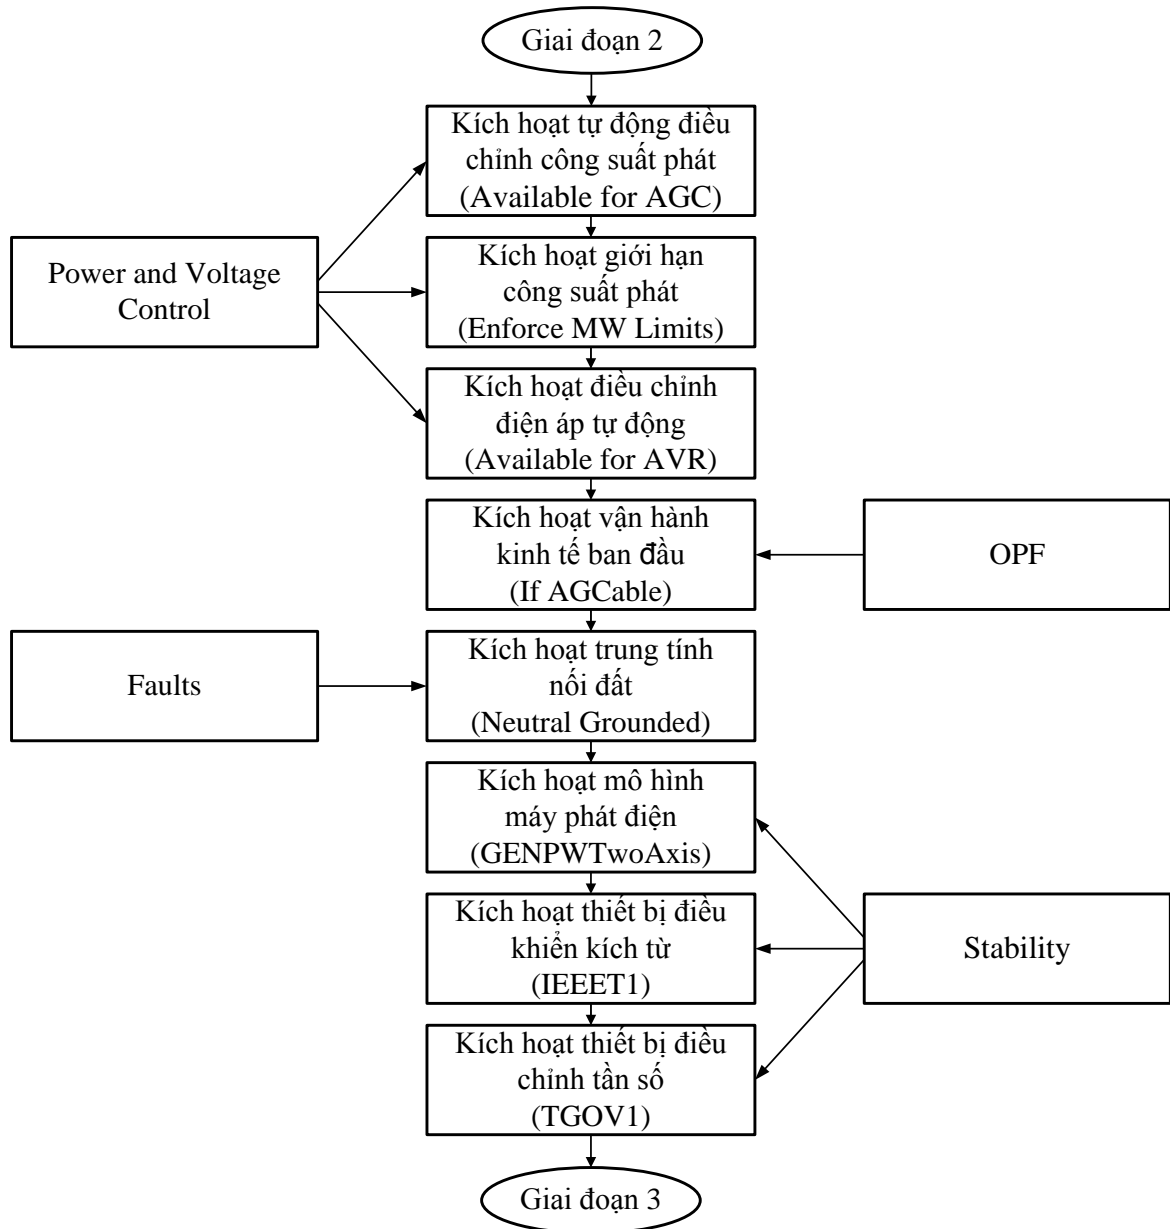 Giai đoạn 2
Kích hoạt tự động điều
chỉnh công suất phát
(Available for AGC)
Power and Voltage
Control
Kích hoạt giới hạn
công suất phát
(Enforce MW Limits)
Kích hoạt điều chỉnh
điện áp tự động
(Available for AVR)
Kích hoạt vận hành
kinh tế ban đầu
(If AGCable)
OPF
Faults
Kích hoạt trung tính
nối đất
(Neutral Grounded)
Kích hoạt mô hình
máy phát điện
(GENPWTwoAxis)
Kích hoạt thiết bị điều
khiển kích từ
(IEEET1)
Stability
Kích hoạt thiết bị điều
chỉnh tần số
(TGOV1)
Giai đoạn 3